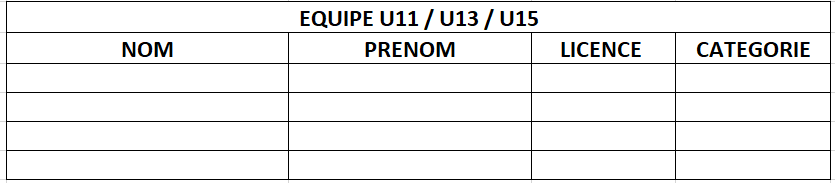 EQUIPE U11 / U13 / U15
NOM PRENOM LICENCE CATEGORIE